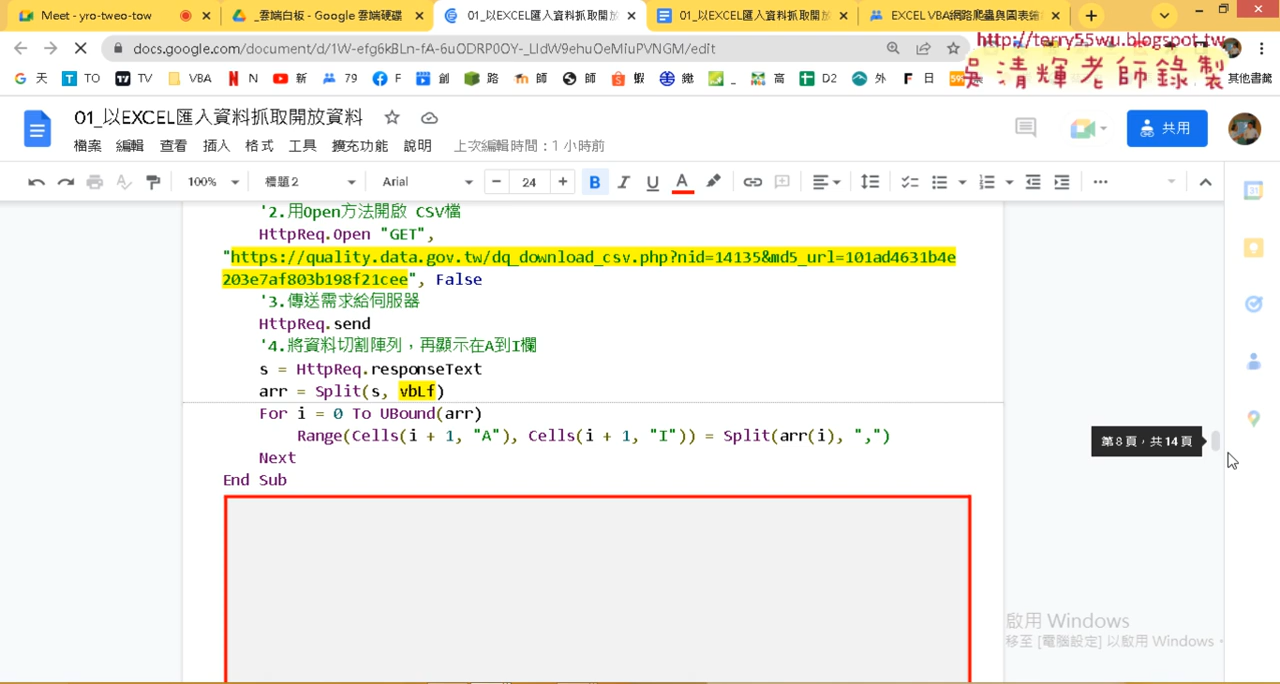 Meet - yro-tweo-tow
_雲端白板 - Google 雲端硬碟
01_以EXCEL匯入資料抓取開放
01_以EXCEL匯入資料抓取開放
EXCEL VBA網路爬蟲與圖表
docs.google.com/document/d/1W-efg6kBLn-fA-6uODRP0OY-_LIdW9ehuOeMiuPVNGM/edit
http://terry55wu.blogspot.tw
吳清輝老師錄製
天 TO TV VBA N 新 79 F 創 路 師 師 蝦 _ 高 D2 外 日 其他書籤
01_以EXCEL匯入資料抓取開放資料
共用
檔案 編輯 查看 插入 格式 工具 擴充功能 說明 上次編輯時間：1 小時前
100% 標題 2 Arial 24 B I U A
'2.用Open方法開啟 CSV檔
HttpReq.Open "GET",
"https://quality.data.gov.tw/dq_download_csv.php?nid=14135&md5_url=101ad4631b4e
203e7af803b198f21cee", False
'3.傳送需求給伺服器
HttpReq.send
'4.將資料切割陣列，再顯示在A到I欄
s = HttpReq.responseText
arr = Split(s, vbLf)
For i = 0 To UBound(arr)
Range(Cells(i + 1, "A"), Cells(i + 1, "I")) = Split(arr(i), ",")
Next
End Sub
第 8 頁，共 14 頁
啟用 Windows
移至 [電腦設定] 以啟用 Windows。